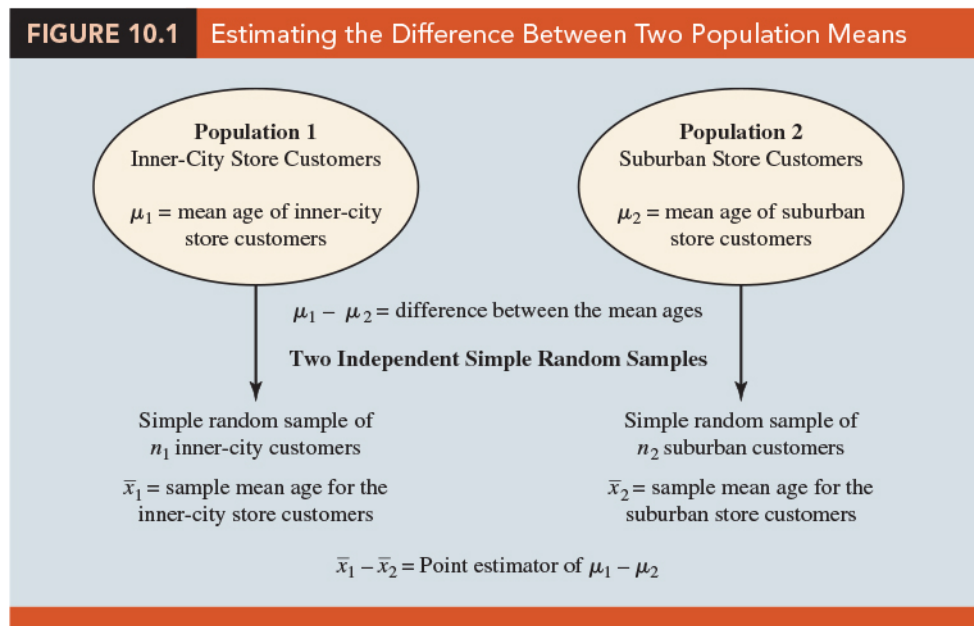 FIGURE 10.1 Estimating the Difference Between Two Population Means
Population 1
Inner-City Store Customers
μ₁ = mean age of inner-city
store customers
Population 2
Suburban Store Customers
μ₂ = mean age of suburban
store customers
μ₁ − μ₂ = difference between the mean ages
Two Independent Simple Random Samples
Simple random sample of
n₁ inner-city customers
x̄₁ = sample mean age for the
inner-city store customers
Simple random sample of
n₂ suburban customers
x̄₂ = sample mean age for the
suburban store customers
x̄₁ − x̄₂ = Point estimator of μ₁ − μ₂